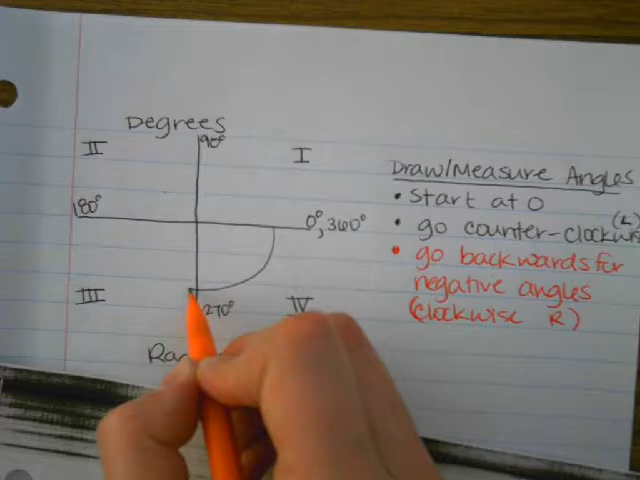 Degrees
90°
II
I
180°
0°, 360°
III
270°
IV
Draw/Measure Angles
• Start at 0
(L)
• go counter-clockwise
• go backwards for
negative angles
(clockwise R)